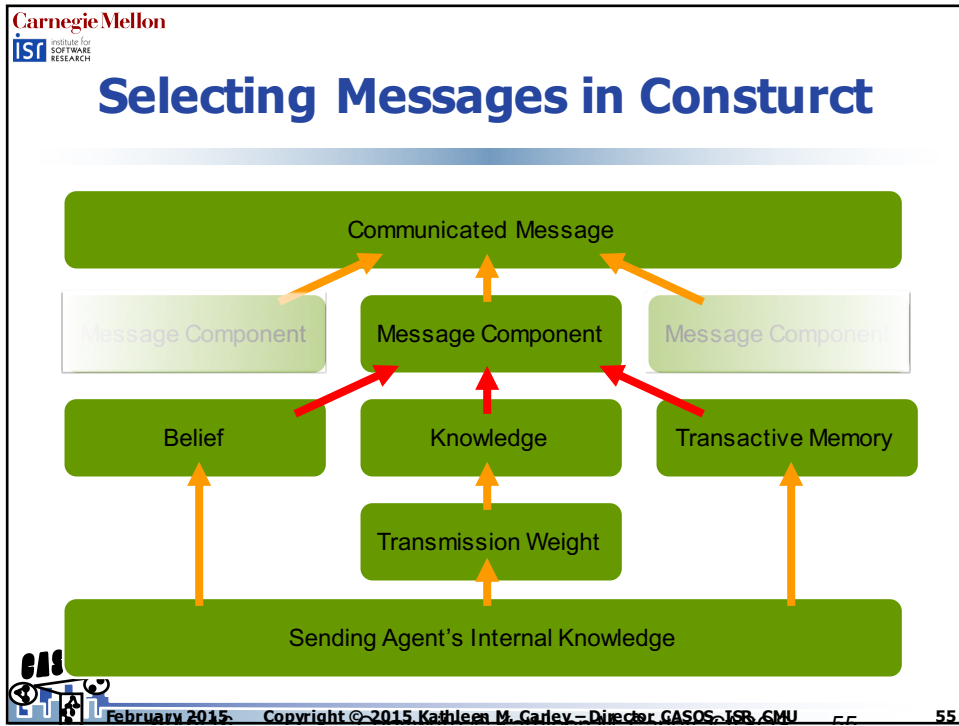 Carnegie Mellon
isr institute for
SOFTWARE
RESEARCH
Selecting Messages in Consturct
Communicated Message
Message Component Message Component Message Component
Belief Knowledge Transactive Memory
Transmission Weight
Sending Agent's Internal Knowledge
CAS
February 2015 Copyright © 2015 Kathleen M. Carley – Director CASOS, ISR, CMU 55
55